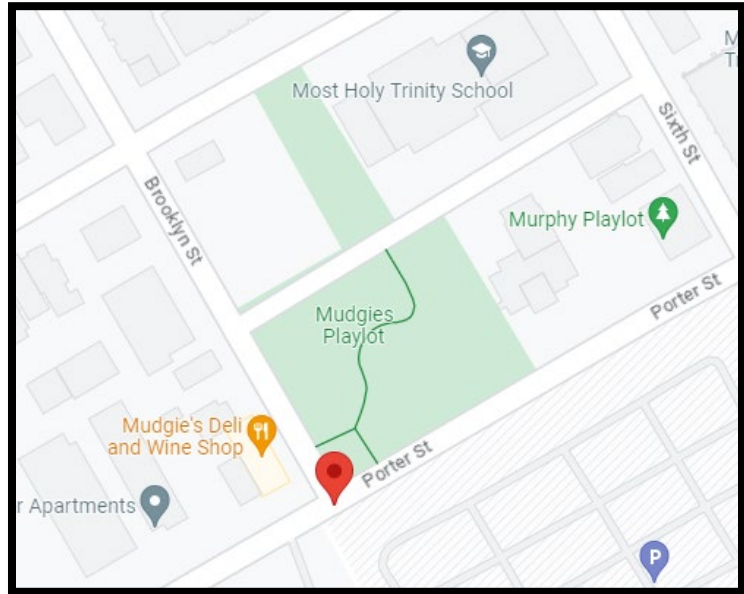 Most Holy Trinity School
M
Sixth St
Brooklyn St
Murphy Playlot
Porter St
Mudgies
Playlot
Mudgie's Deli
and Wine Shop
Porter St
r Apartments
P